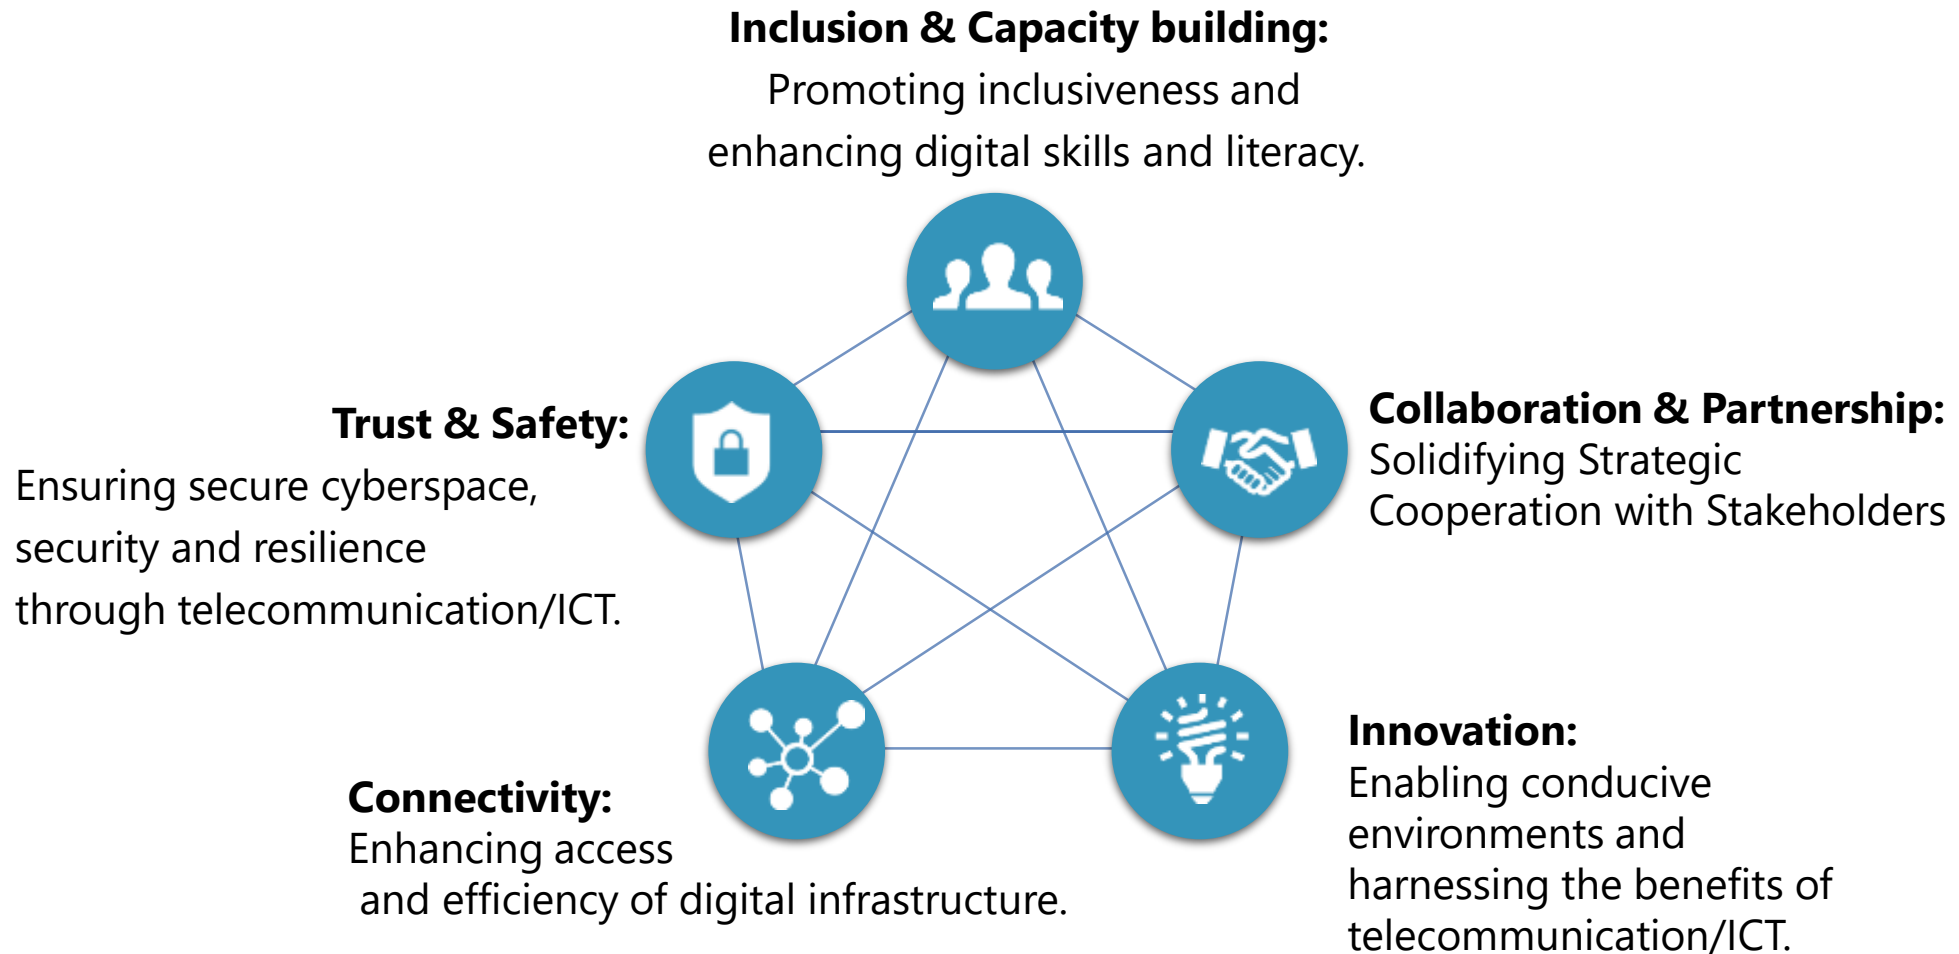 Inclusion & Capacity building:
Promoting inclusiveness and
enhancing digital skills and literacy.
Trust & Safety:
Ensuring secure cyberspace,
security and resilience
through telecommunication/ICT.
Collaboration & Partnership:
Solidifying Strategic
Cooperation with Stakeholders
Connectivity:
Enhancing access
and efficiency of digital infrastructure.
Innovation:
Enabling conducive
environments and
harnessing the benefits of
telecommunication/ICT.